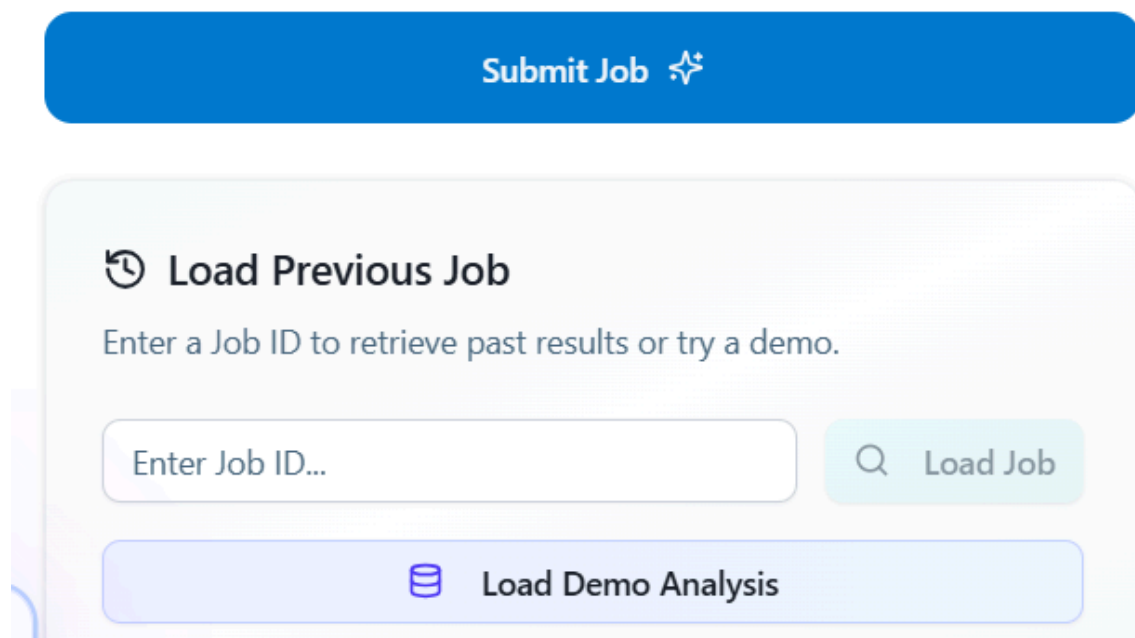 Submit Job
Load Previous Job
Enter a Job ID to retrieve past results or try a demo.
Enter Job ID...
Load Job
Load Demo Analysis